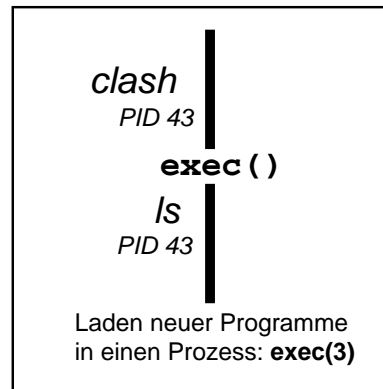 clash
PID 43
exec()
ls
PID 43
Laden neuer Programme
in einen Prozess: exec(3)